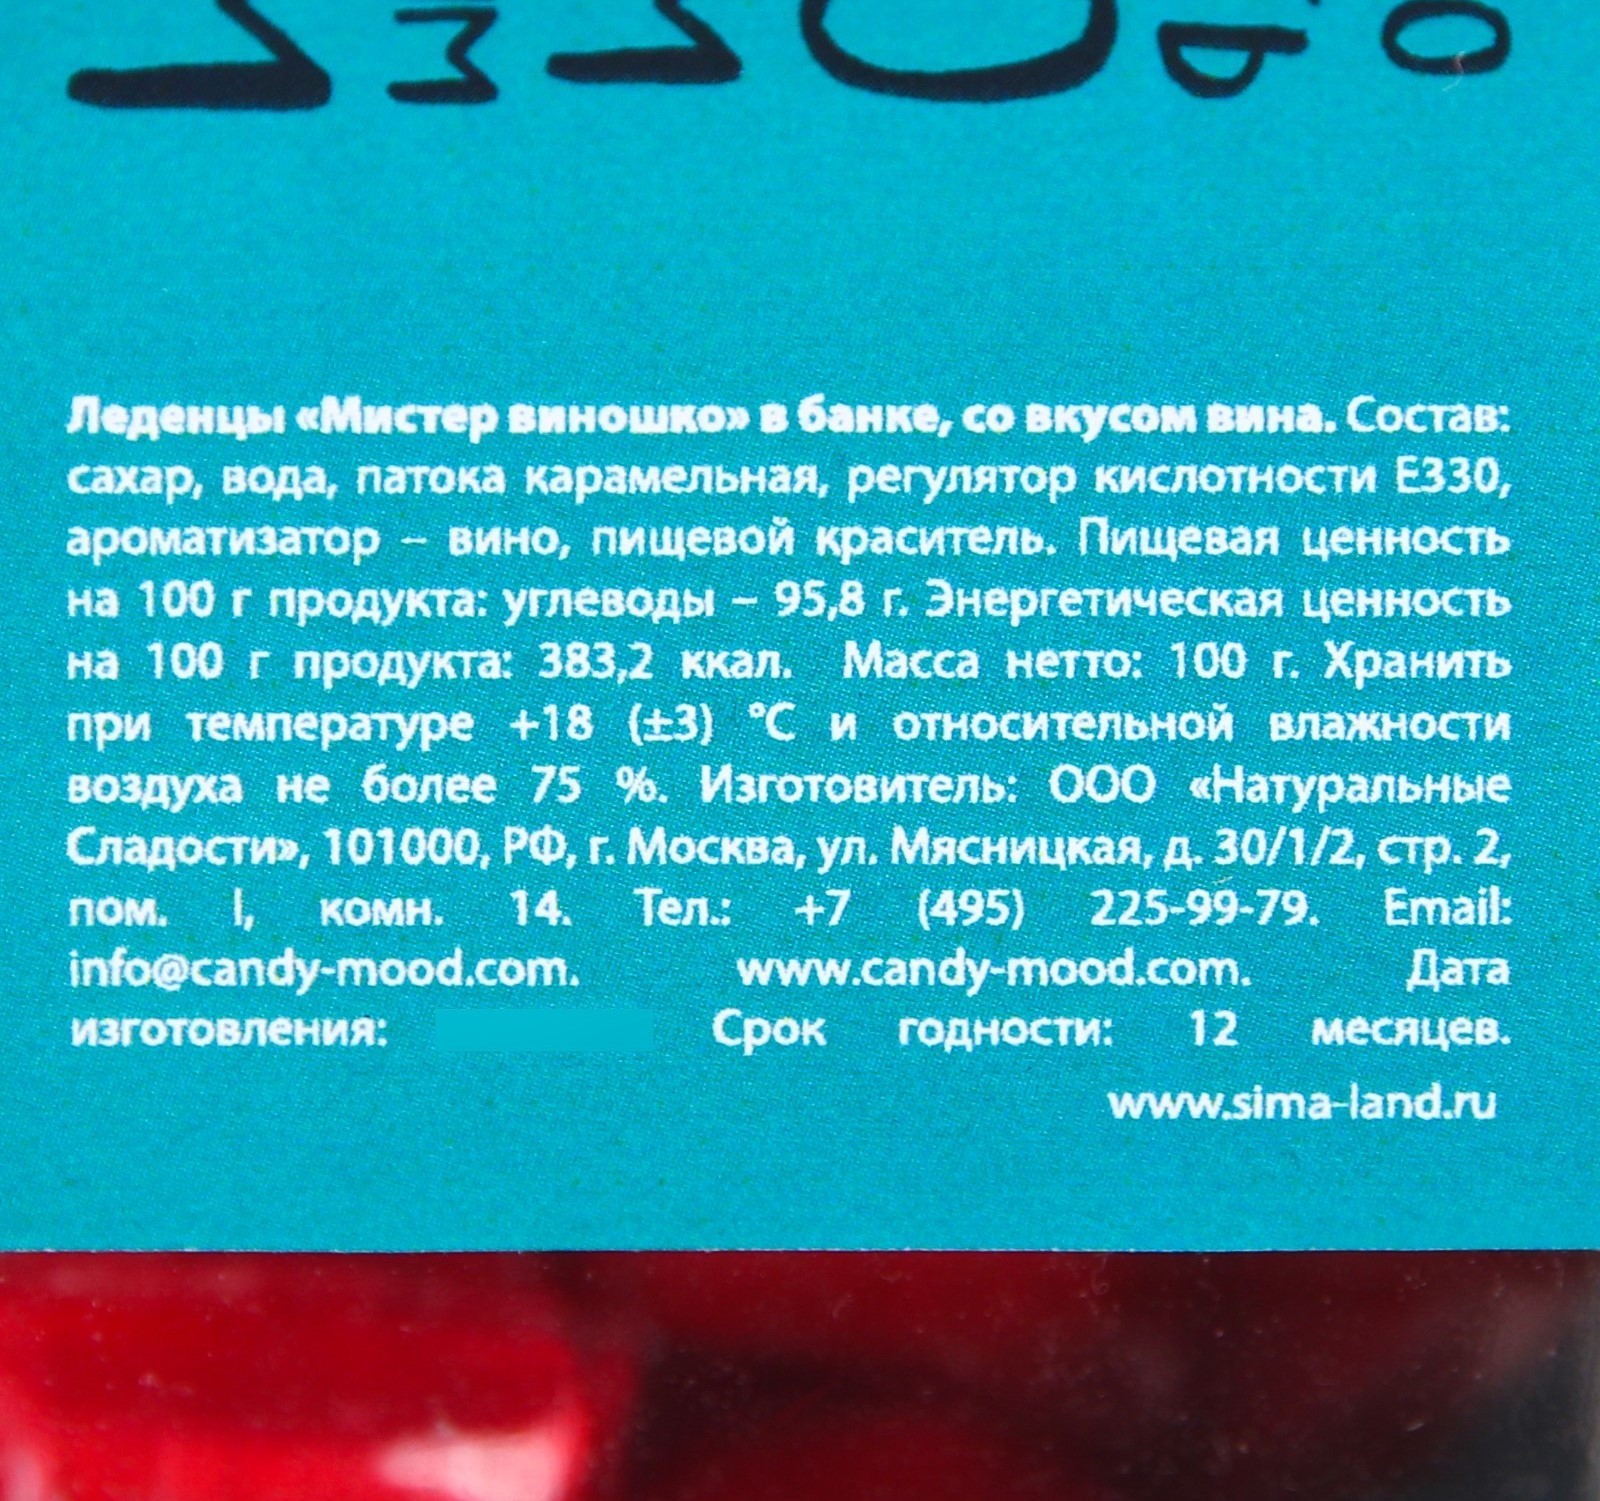 Леденцы «Мистер виношко» в банке, со вкусом вина. Состав:
сахар, вода, патока карамельная, регулятор кислотности Е330,
ароматизатор – вино, пищевой краситель. Пищевая ценность
на 100 г продукта: углеводы – 95,8 г. Энергетическая ценность
на 100 г продукта: 383,2 ккал. Масса нетто: 100 г. Хранить
при температуре +18 (±3) °С и относительной влажности
воздуха не более 75 %. Изготовитель: ООО «Натуральные
Сладости», 101000, РФ, г. Москва, ул. Мясницкая, д. 30/1/2, стр. 2,
пом. I, комн. 14. Тел.: +7 (495) 225-99-79. Email:
info@candy-mood.com. www.candy-mood.com. Дата
изготовления: Срок годности: 12 месяцев.
www.sima-land.ru